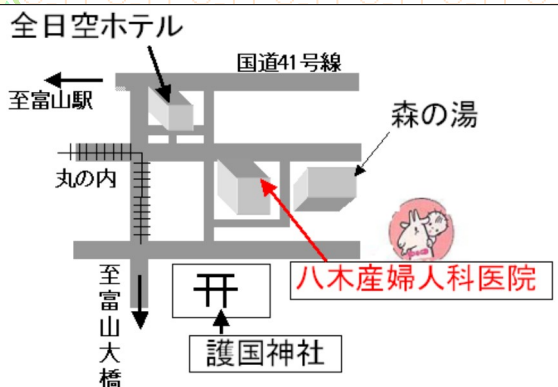 全日空ホテル
国道41号線
至富山駅
森の湯
丸の内
八木産婦人科医院
至富山大橋
護国神社